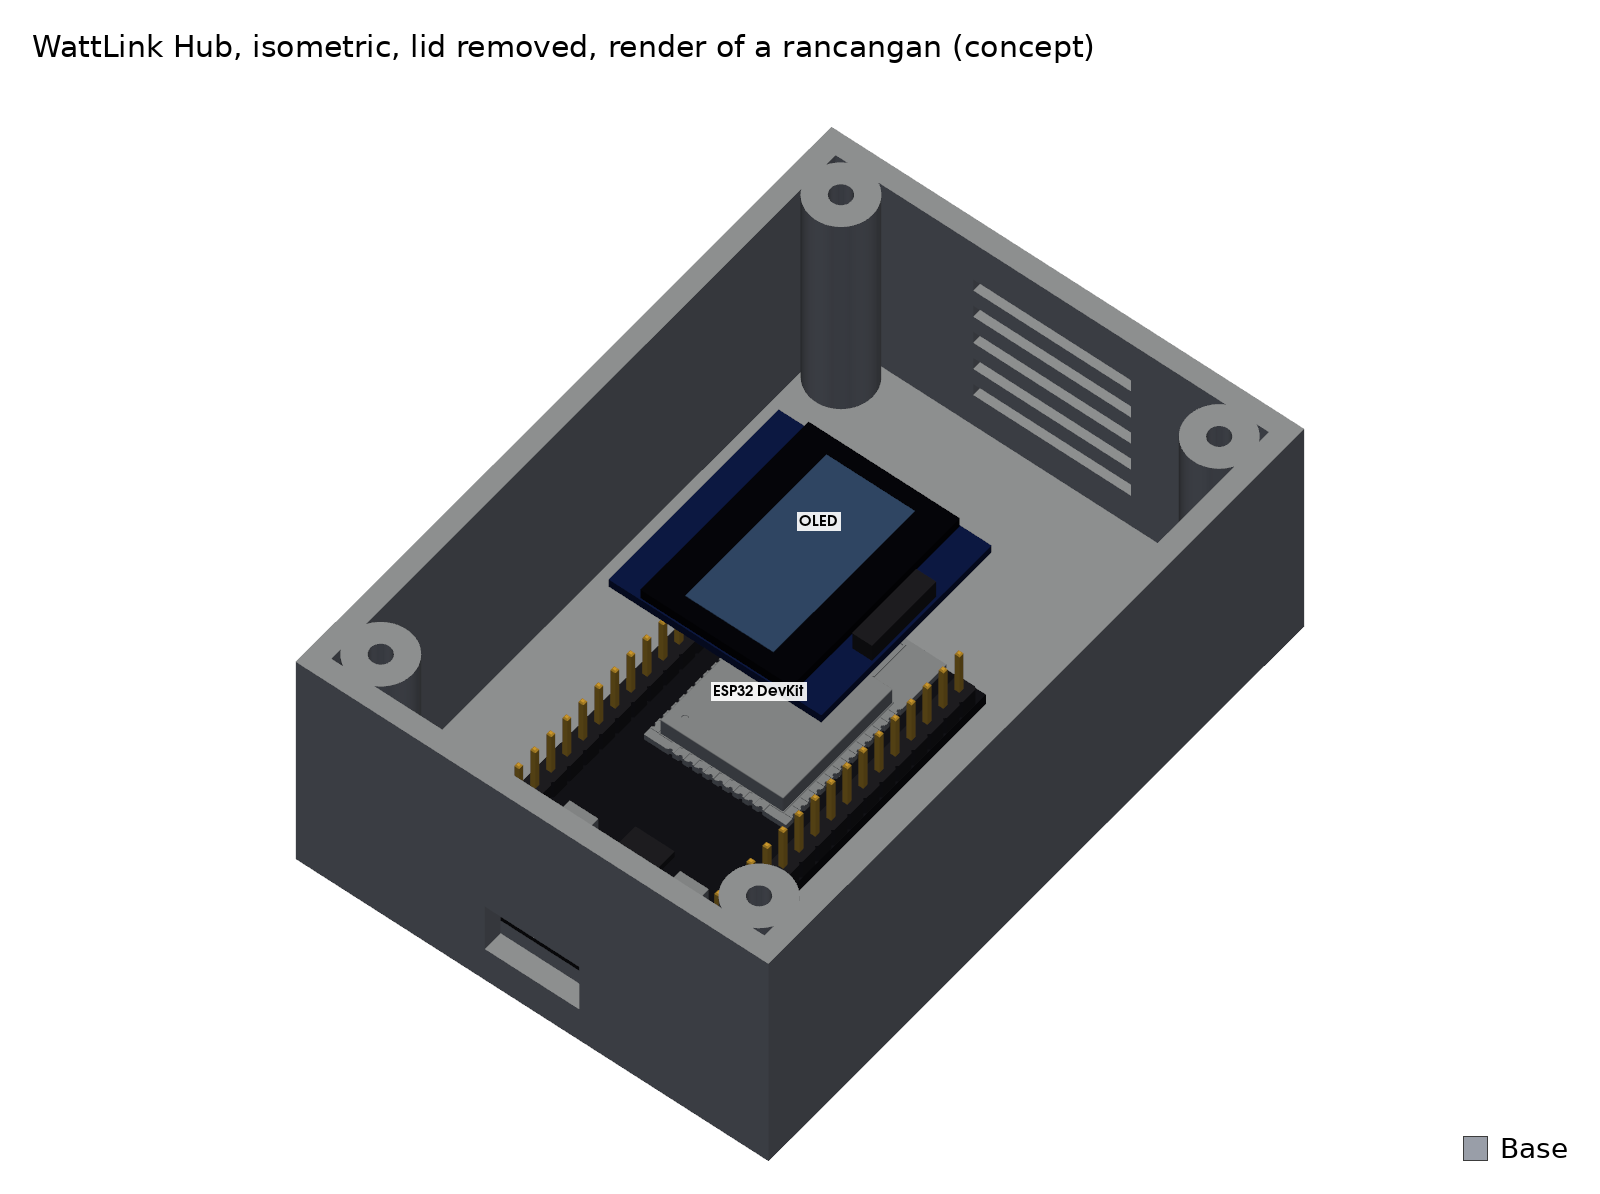 WattLink Hub, isometric, lid removed, render of a rancangan (concept)
OLED
ESP32 DevKit
Base